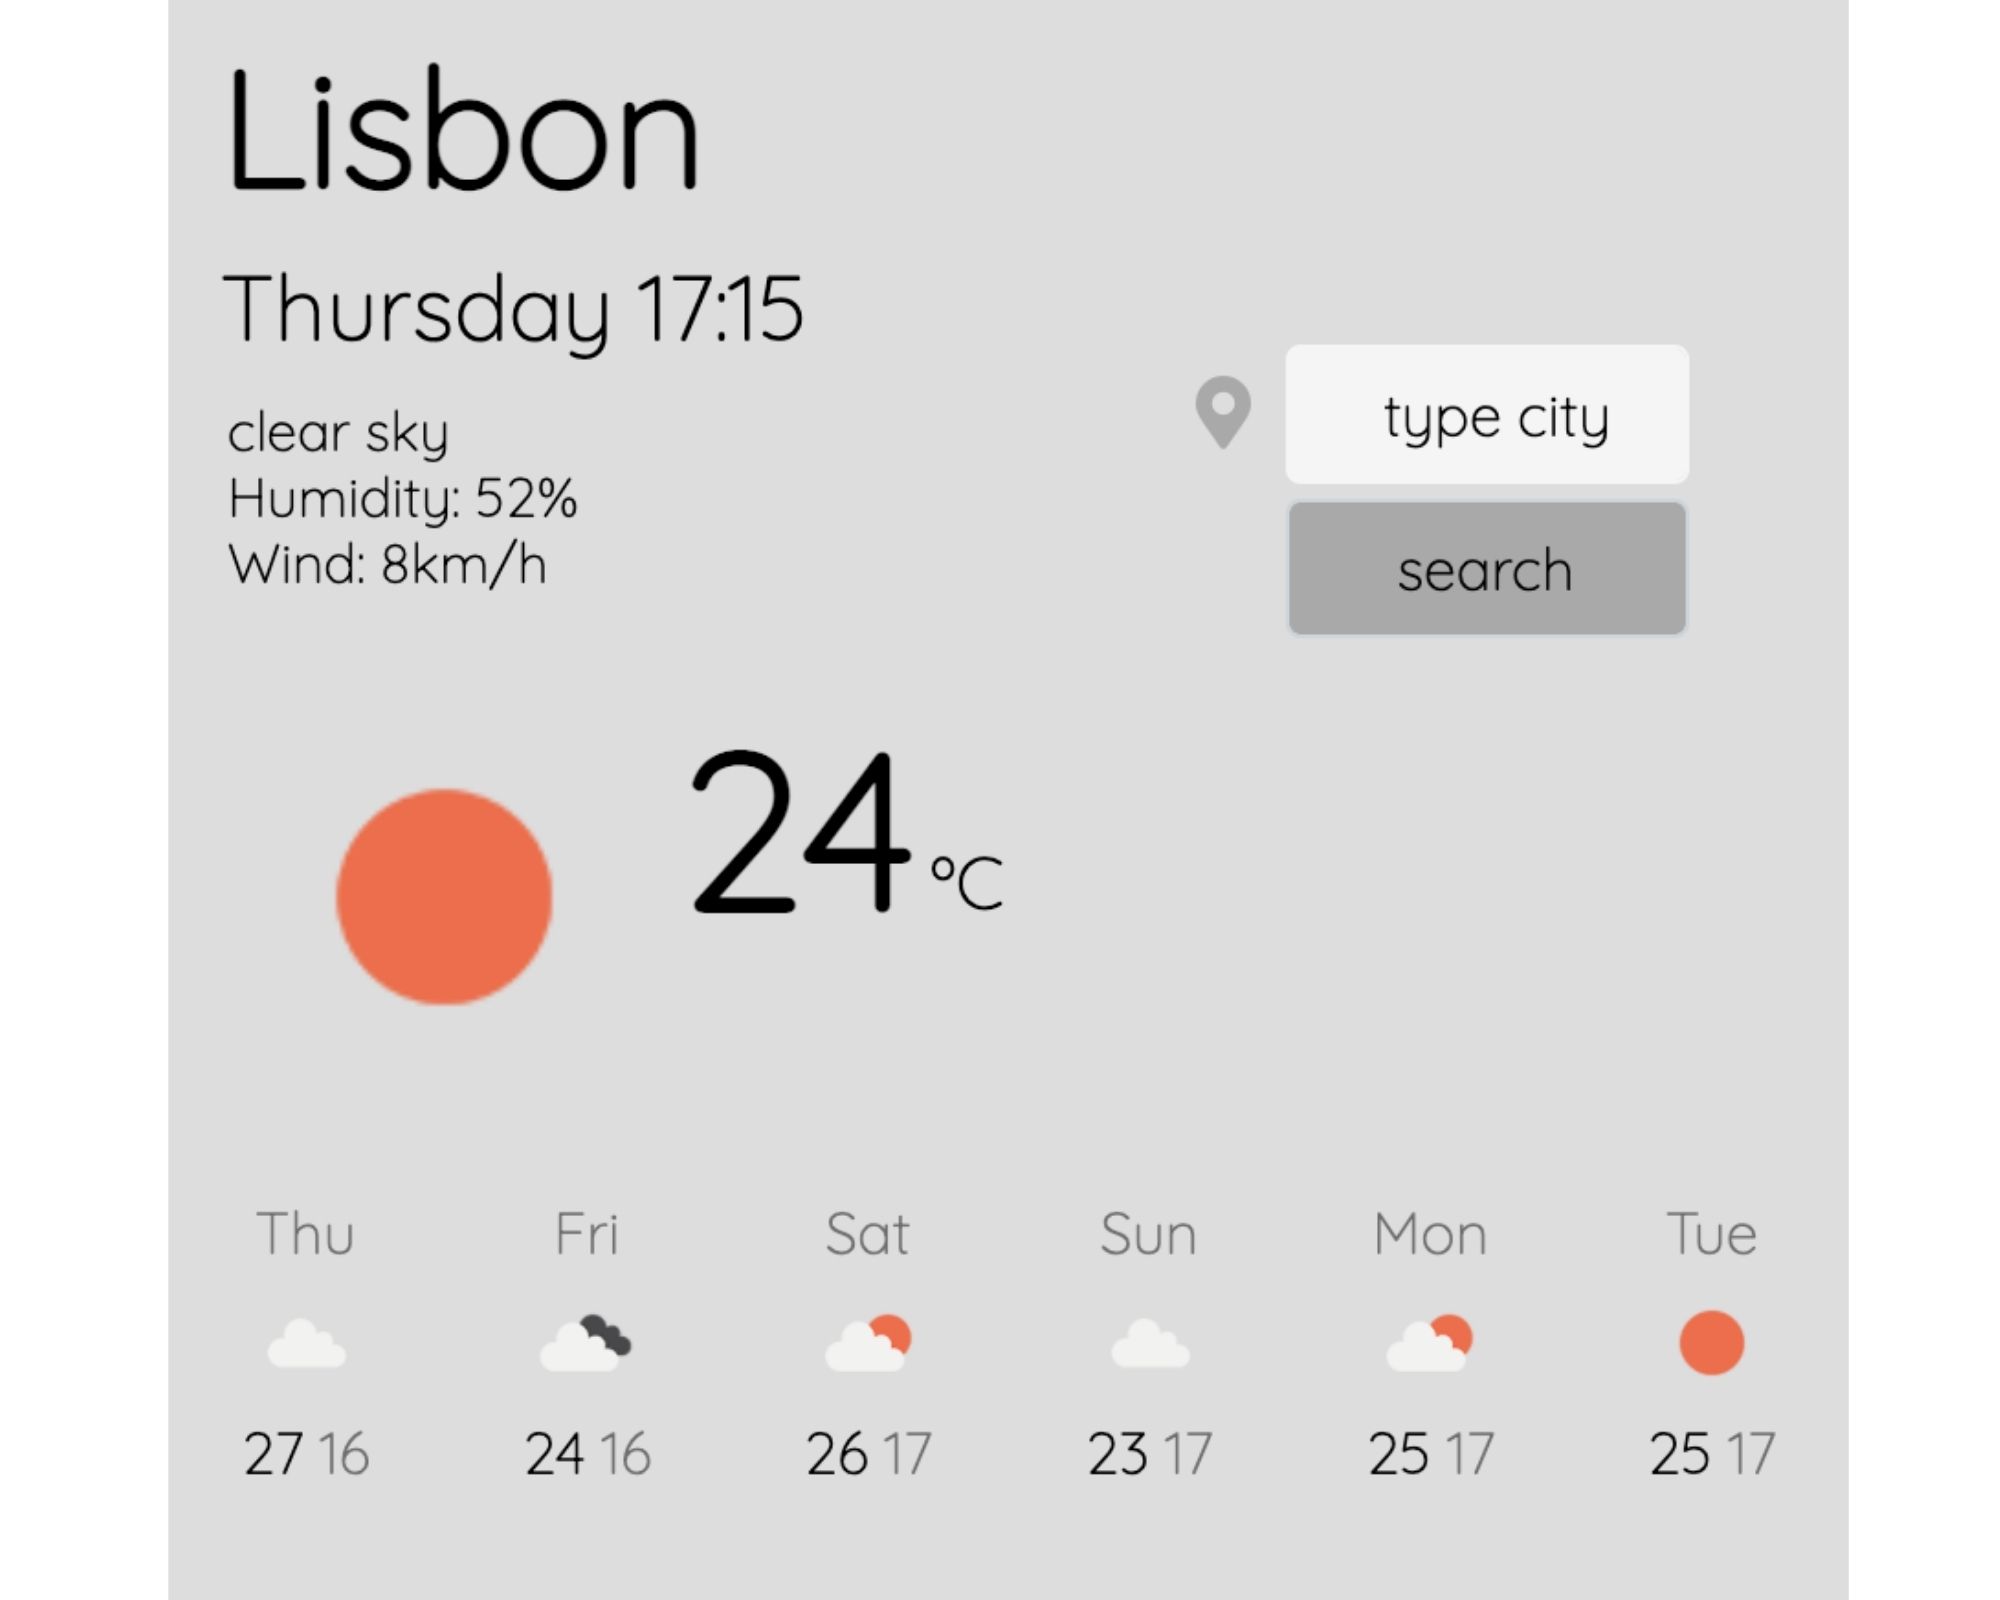 Lisbon
Thursday 17:15
clear sky
Humidity: 52%
Wind: 8km/h
type city
search
24 °C
Thu Fri Sat Sun Mon Tue
27 16 24 16 26 17 23 17 25 17 25 17